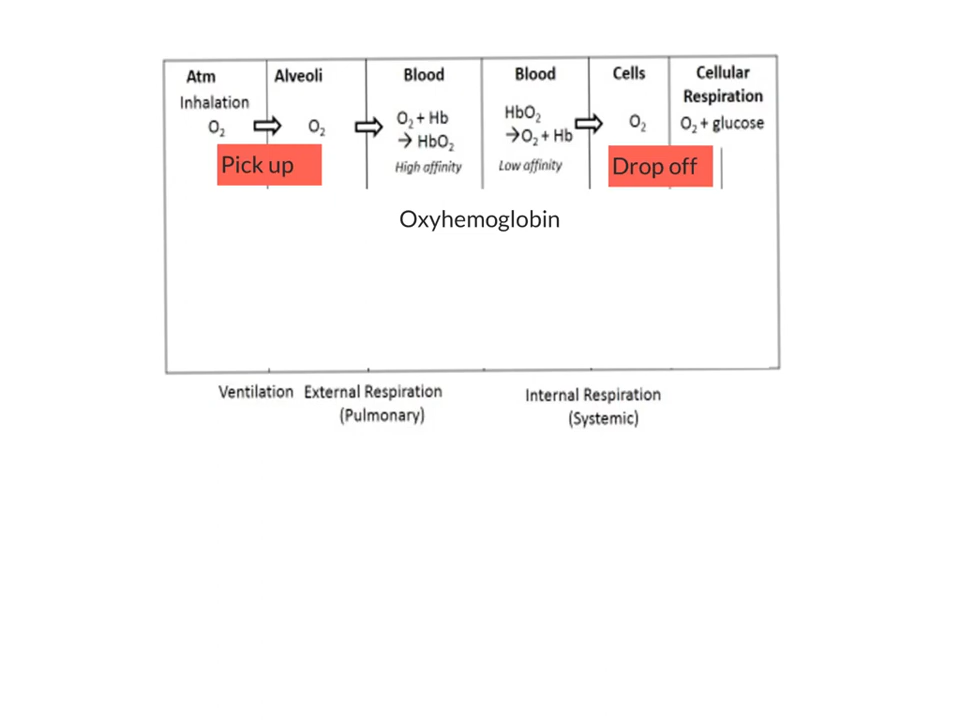 Atm
Inhalation
O₂
Pick up
Alveoli
O₂
Blood
O₂ + Hb
→ HbO₂
High affinity
Blood
HbO₂
→O₂ + Hb
Low affinity
Cells
O₂
Drop off
Cellular
Respiration
O₂ + glucose
Oxyhemoglobin
Ventilation
External Respiration
(Pulmonary)
Internal Respiration
(Systemic)